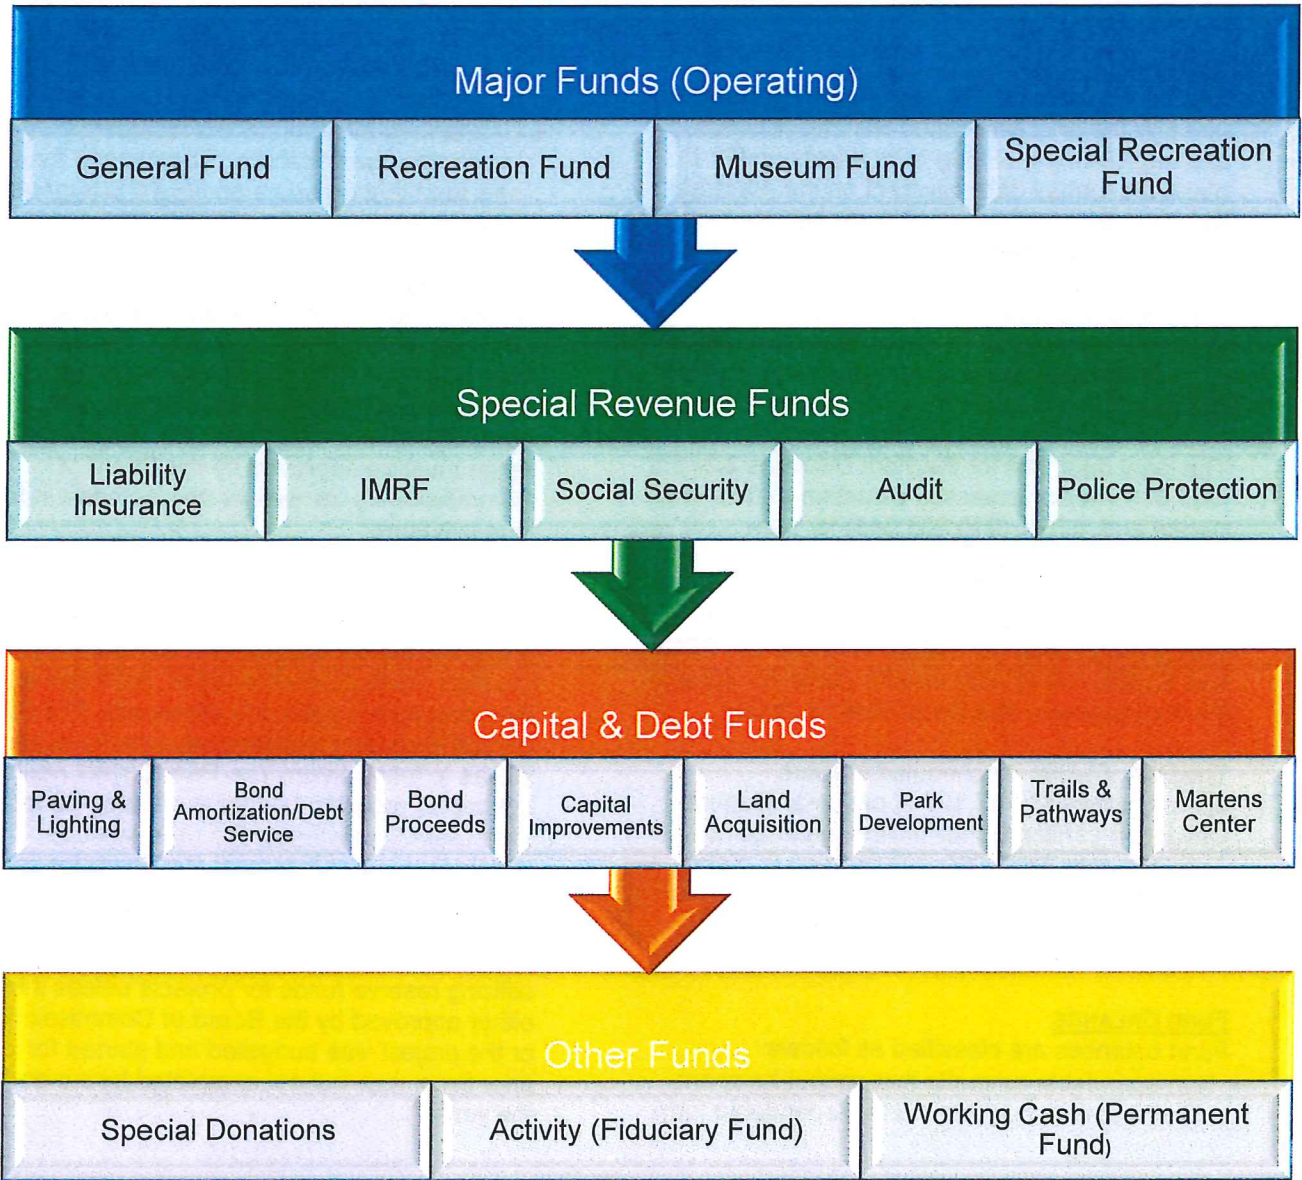 Major Funds (Operating)
General Fund
Recreation Fund
Museum Fund
Special Recreation
Fund
Special Revenue Funds
Liability
Insurance
IMRF
Social Security
Audit
Police Protection
Capital & Debt Funds
Paving &
Lighting
Bond
Amortization/Debt
Service
Bond
Proceeds
Capital
Improvements
Land
Acquisition
Park
Development
Trails &
Pathways
Martens
Center
Other Funds
Special Donations
Activity (Fiduciary Fund)
Working Cash (Permanent
Fund)